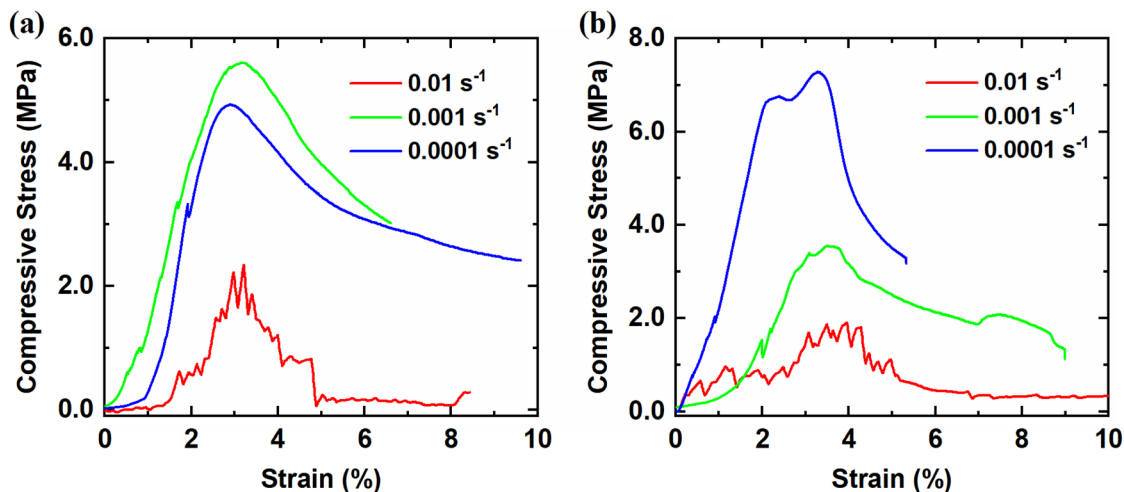 (a)
6.0
4.0
2.0
0.0
0
2
4
6
8
10
Compressive Stress (MPa)
Strain (%)
0.01 s⁻¹
0.001 s⁻¹
0.0001 s⁻¹
(b)
8.0
6.0
4.0
2.0
0.0
0
2
4
6
8
10
Compressive Stress (MPa)
Strain (%)
0.01 s⁻¹
0.001 s⁻¹
0.0001 s⁻¹